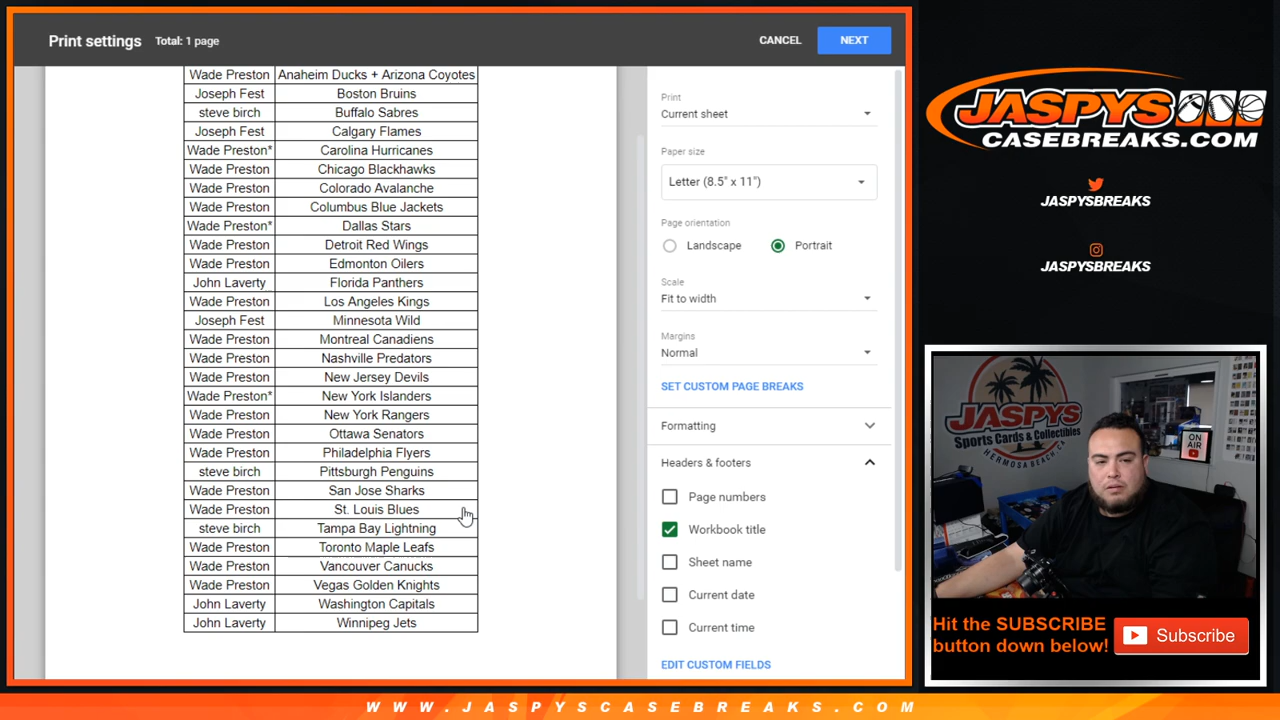 Print settings Total: 1 page CANCEL NEXT
Wade Preston Anaheim Ducks + Arizona Coyotes
Joseph Fest Boston Bruins
steve birch Buffalo Sabres
Joseph Fest Calgary Flames
Wade Preston* Carolina Hurricanes
Wade Preston Chicago Blackhawks
Wade Preston Colorado Avalanche
Wade Preston Columbus Blue Jackets
Wade Preston* Dallas Stars
Wade Preston Detroit Red Wings
Wade Preston Edmonton Oilers
John Laverty Florida Panthers
Wade Preston Los Angeles Kings
Joseph Fest Minnesota Wild
Wade Preston Montreal Canadiens
Wade Preston Nashville Predators
Wade Preston New Jersey Devils
Wade Preston* New York Islanders
Wade Preston New York Rangers
Wade Preston Ottawa Senators
Wade Preston Philadelphia Flyers
steve birch Pittsburgh Penguins
Wade Preston San Jose Sharks
Wade Preston St. Louis Blues
steve birch Tampa Bay Lightning
Wade Preston Toronto Maple Leafs
Wade Preston Vancouver Canucks
Wade Preston Vegas Golden Knights
John Laverty Washington Capitals
John Laverty Winnipeg Jets
Print
Current sheet
Paper size
Letter (8.5" x 11")
Page orientation
Landscape Portrait
Scale
Fit to width
Margins
Normal
SET CUSTOM PAGE BREAKS
Formatting
Headers & footers
Page numbers
Workbook title
Sheet name
Current date
Current time
EDIT CUSTOM FIELDS
JASPYS
CASEBREAKS.COM
JASPYSBREAKS
JASPYSBREAKS
JASPYS
Sports Cards & Collectibles
HERMOSA BEACH, CA
ON
AIR
Hit the SUBSCRIBE
button down below!
Subscribe
WWW.JASPYSCASEBREAKS.COM